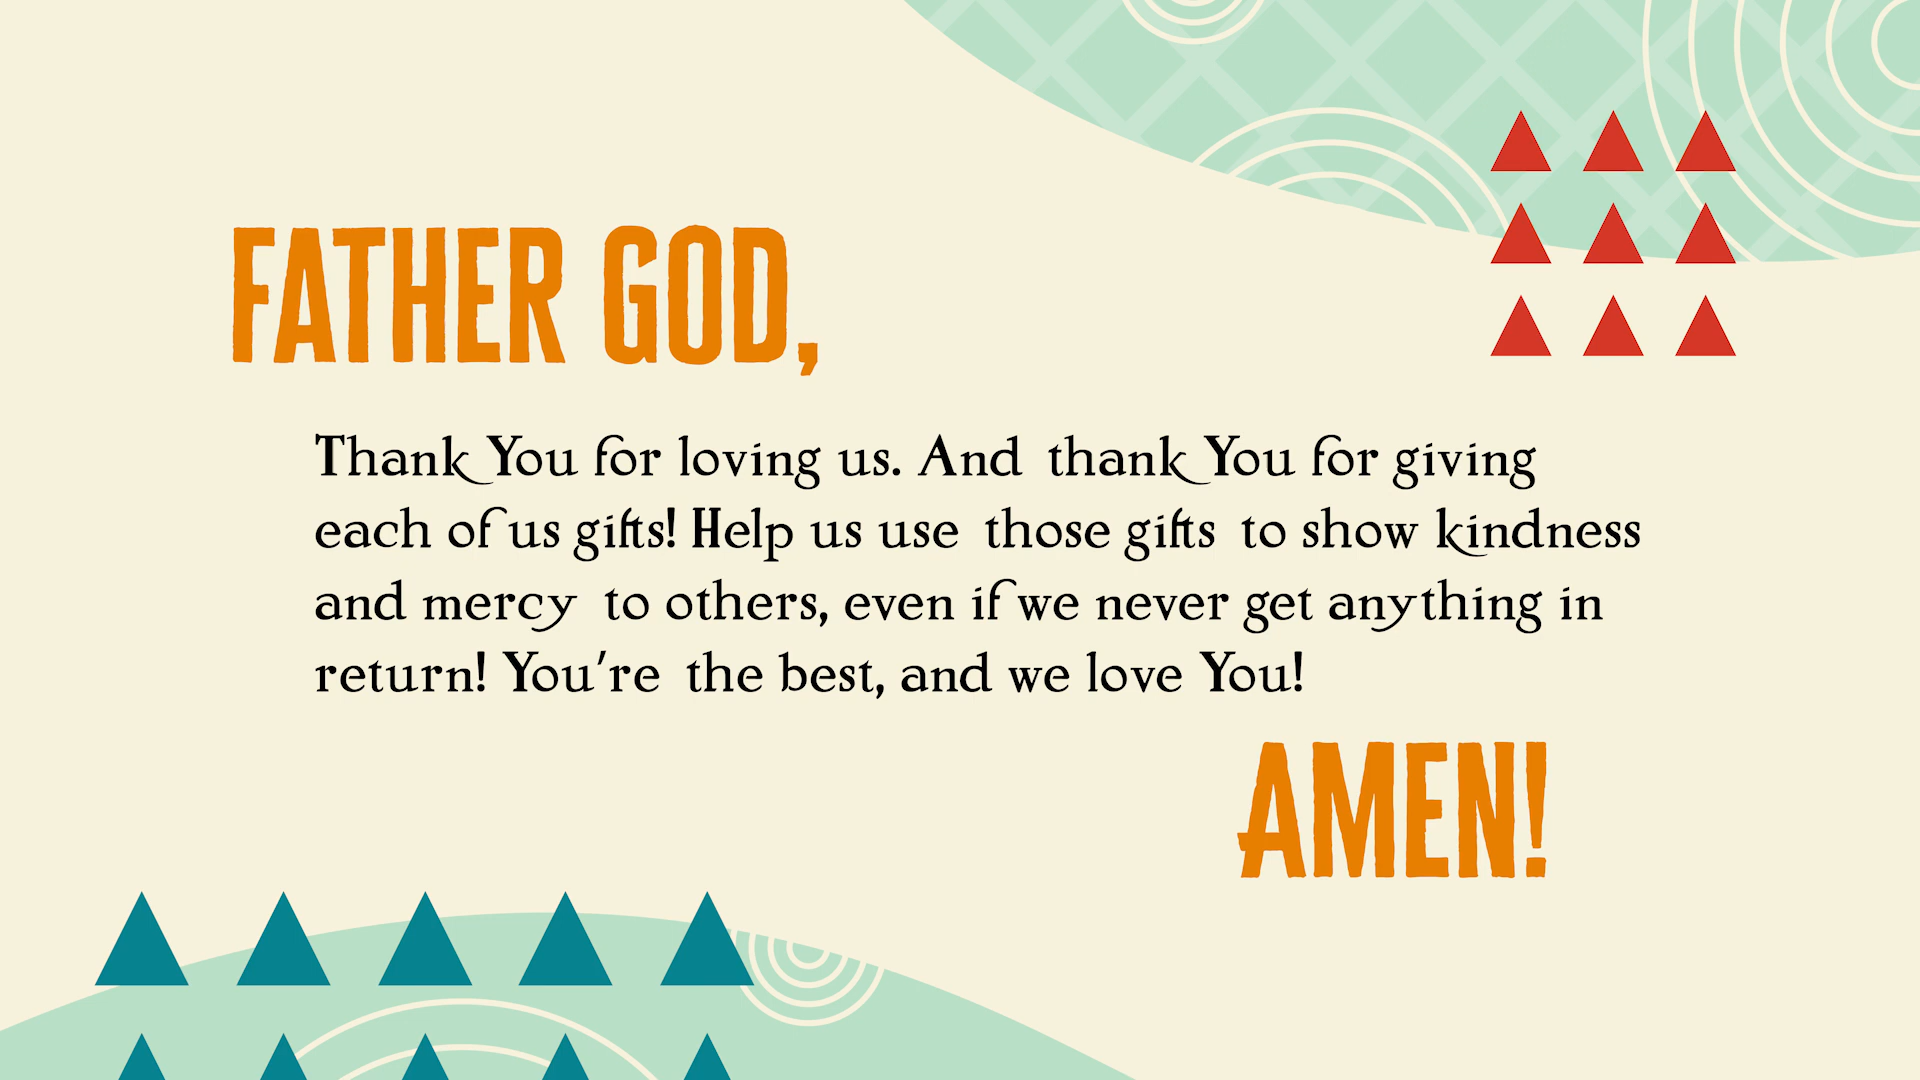 FATHER GOD,
Thank You for loving us. And thank You for giving
each of us gifts! Help us use those gifts to show kindness
and mercy to others, even if we never get anything in
return! You're the best, and we love You!
AMEN!